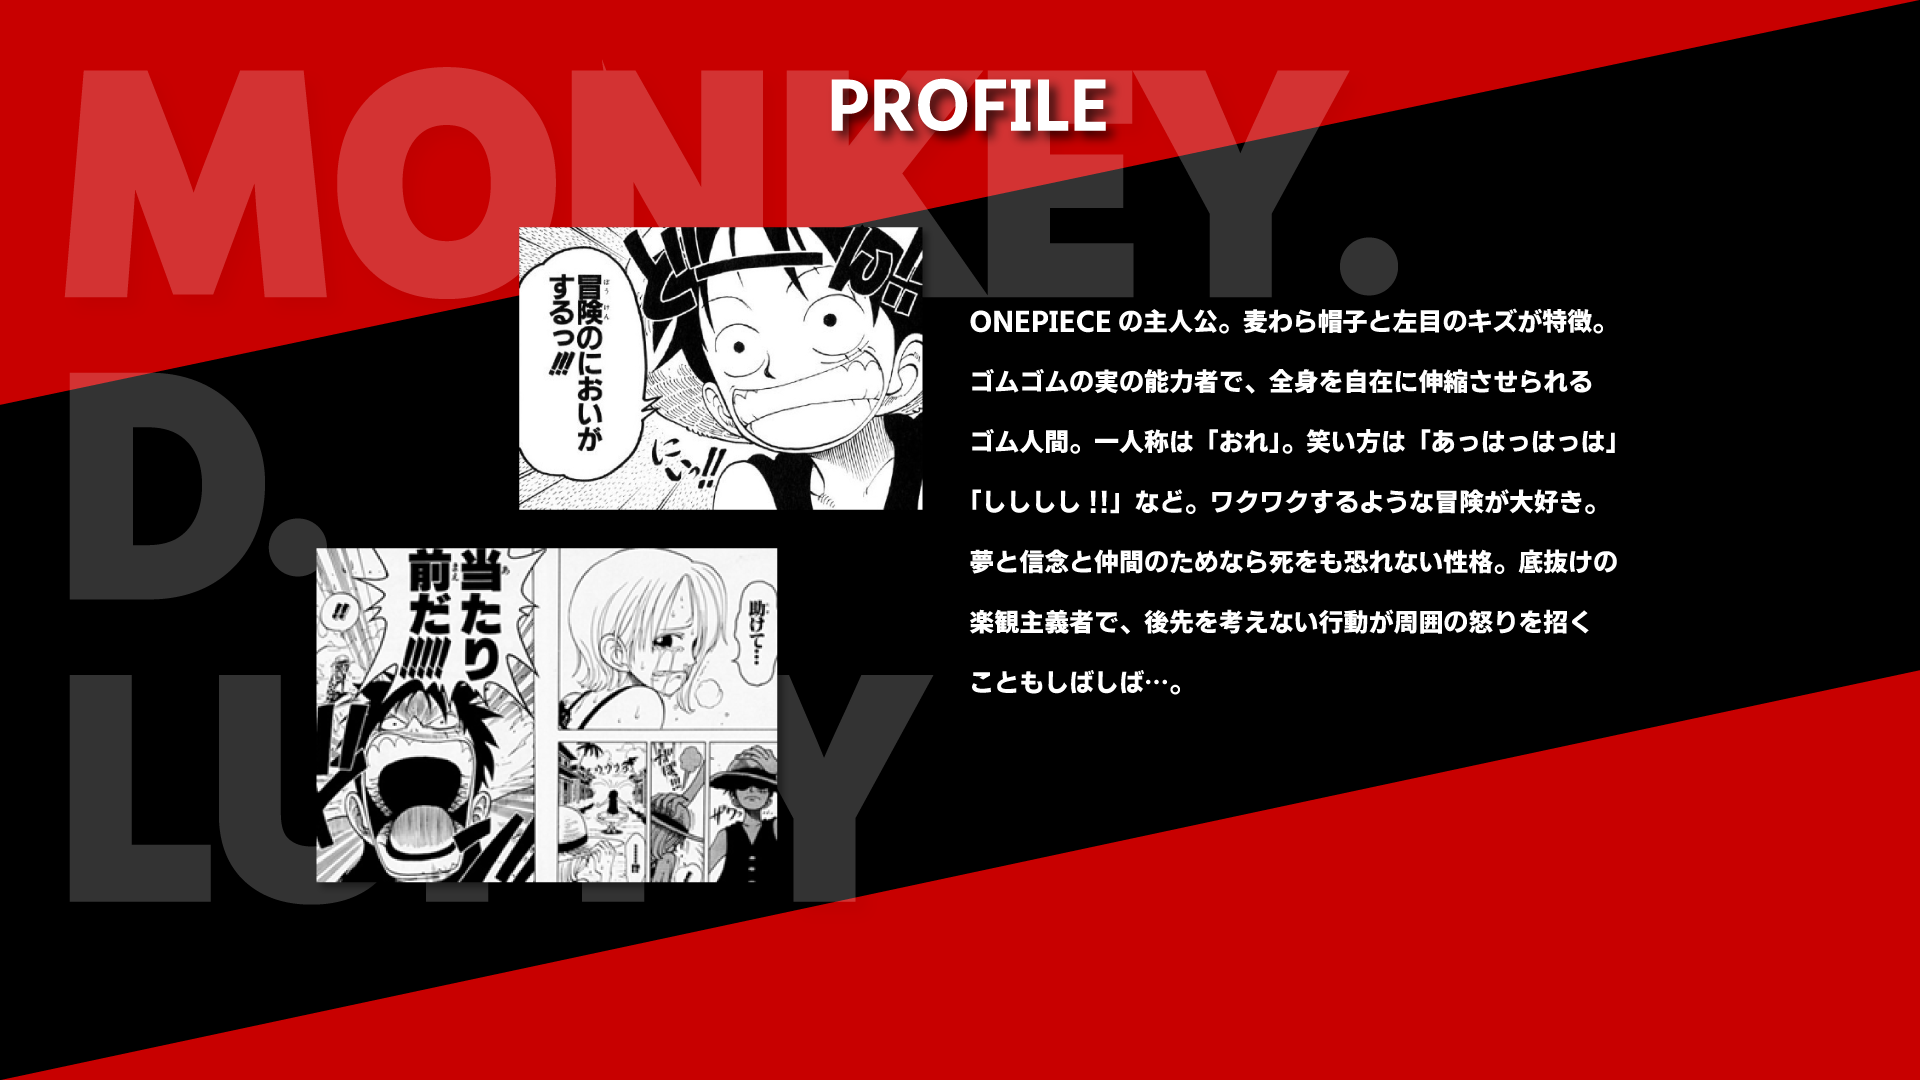 MONKEY.
D.
LUFFY
PROFILE
冒険のにおいが
するっ!!!
にいっ!!
ONEPIECE の主人公。麦わら帽子と左目のキズが特徴。
ゴムゴムの実の能力者で、全身を自在に伸縮させられる
ゴム人間。一人称は「おれ」。笑い方は「あっはっはっは」
「しししし !!」など。ワクワクするような冒険が大好き。
夢と信念と仲間のためなら死をも恐れない性格。底抜けの
楽観主義者で、後先を考えない行動が周囲の怒りを招く
こともしばしば…。
当たり
前だ!!!!!
!!
助けて…